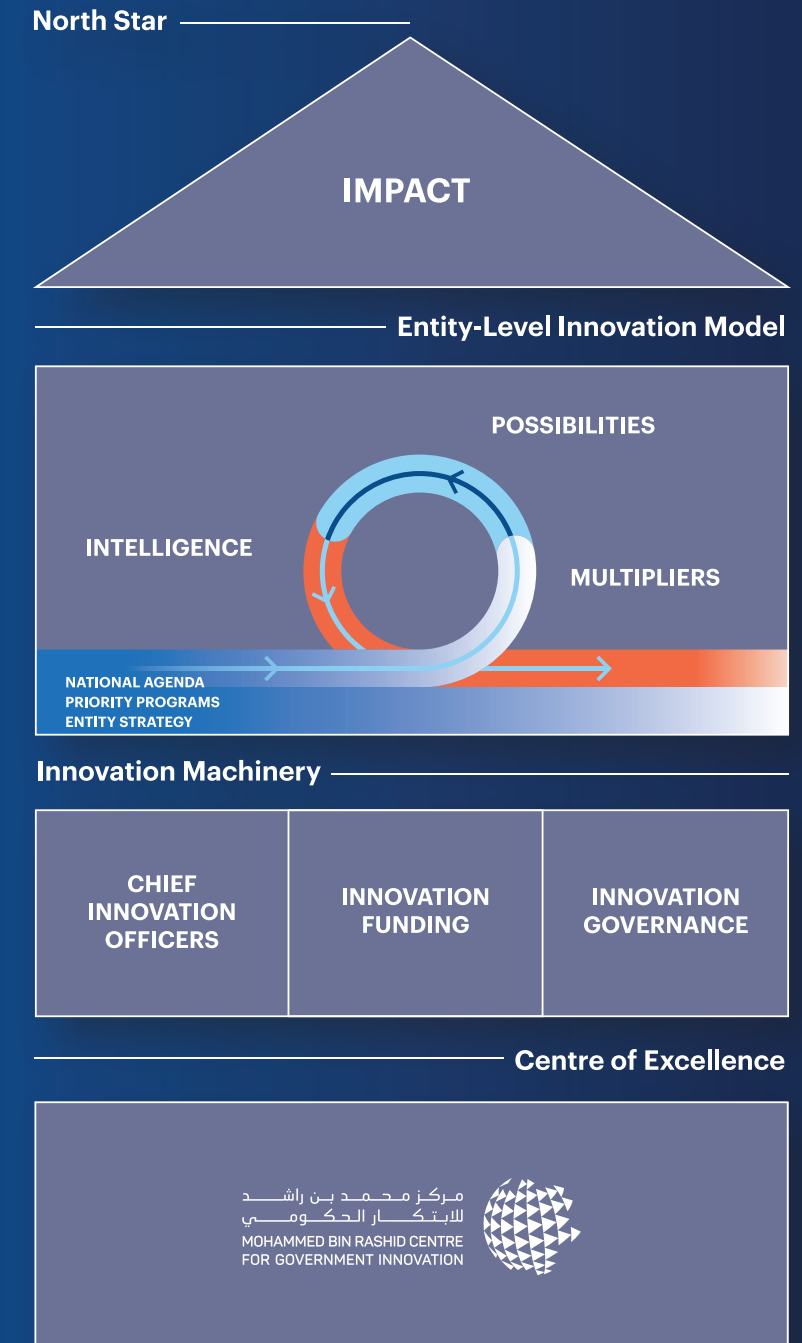 North Star
IMPACT
Entity-Level Innovation Model
POSSIBILITIES
INTELLIGENCE
MULTIPLIERS
NATIONAL AGENDA
PRIORITY PROGRAMS
ENTITY STRATEGY
Innovation Machinery
CHIEF
INNOVATION
OFFICERS
INNOVATION
FUNDING
INNOVATION
GOVERNANCE
Centre of Excellence
مركز محمد بن راشد
للابتكار الحكومي
MOHAMMED BIN RASHID CENTRE
FOR GOVERNMENT INNOVATION